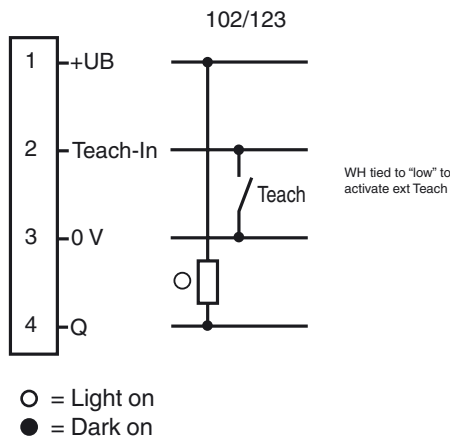 102/123
1 +UB
2 Teach-In
Teach
WH tied to “low” to
activate ext Teach
3 0 V
4 Q
= Light on
= Dark on